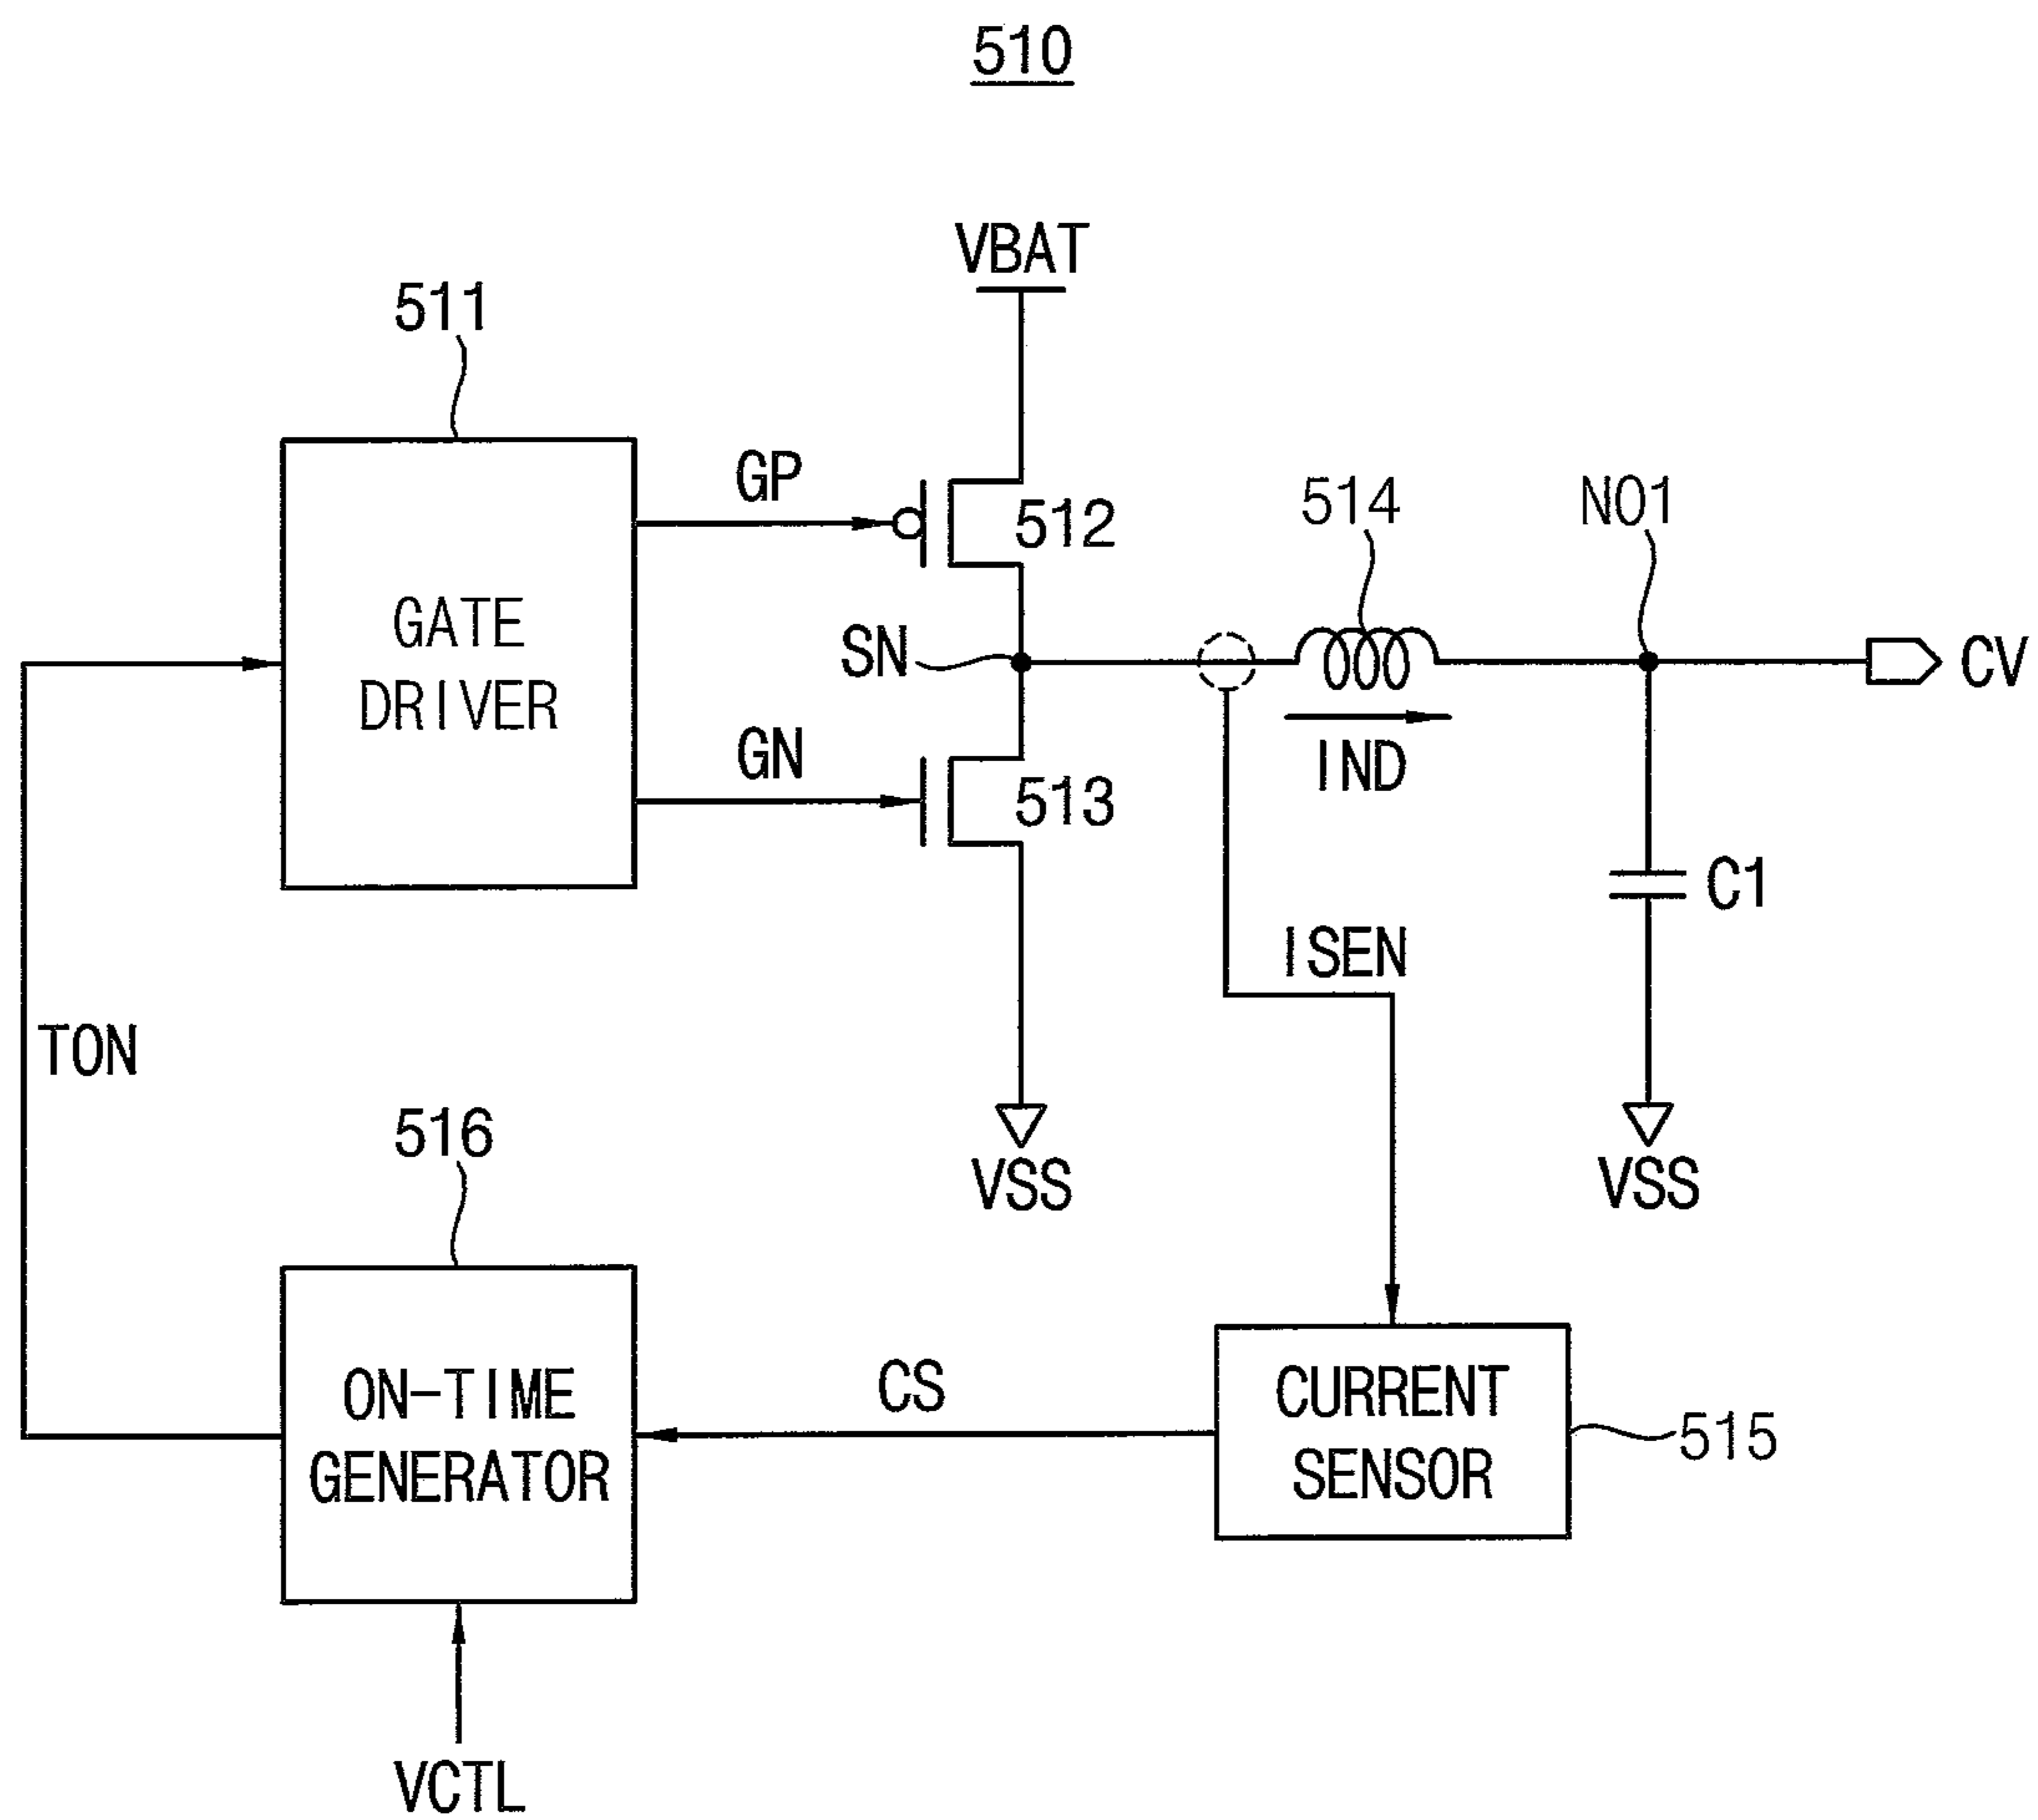 510
VBAT
511
GP
512
514
NO1
GATE
DRIVER
SN
CV
GN
513
IND
C1
ISEN
TON
516
VSS
VSS
ON-TIME
GENERATOR
CS
CURRENT
SENSOR
515
VCTL